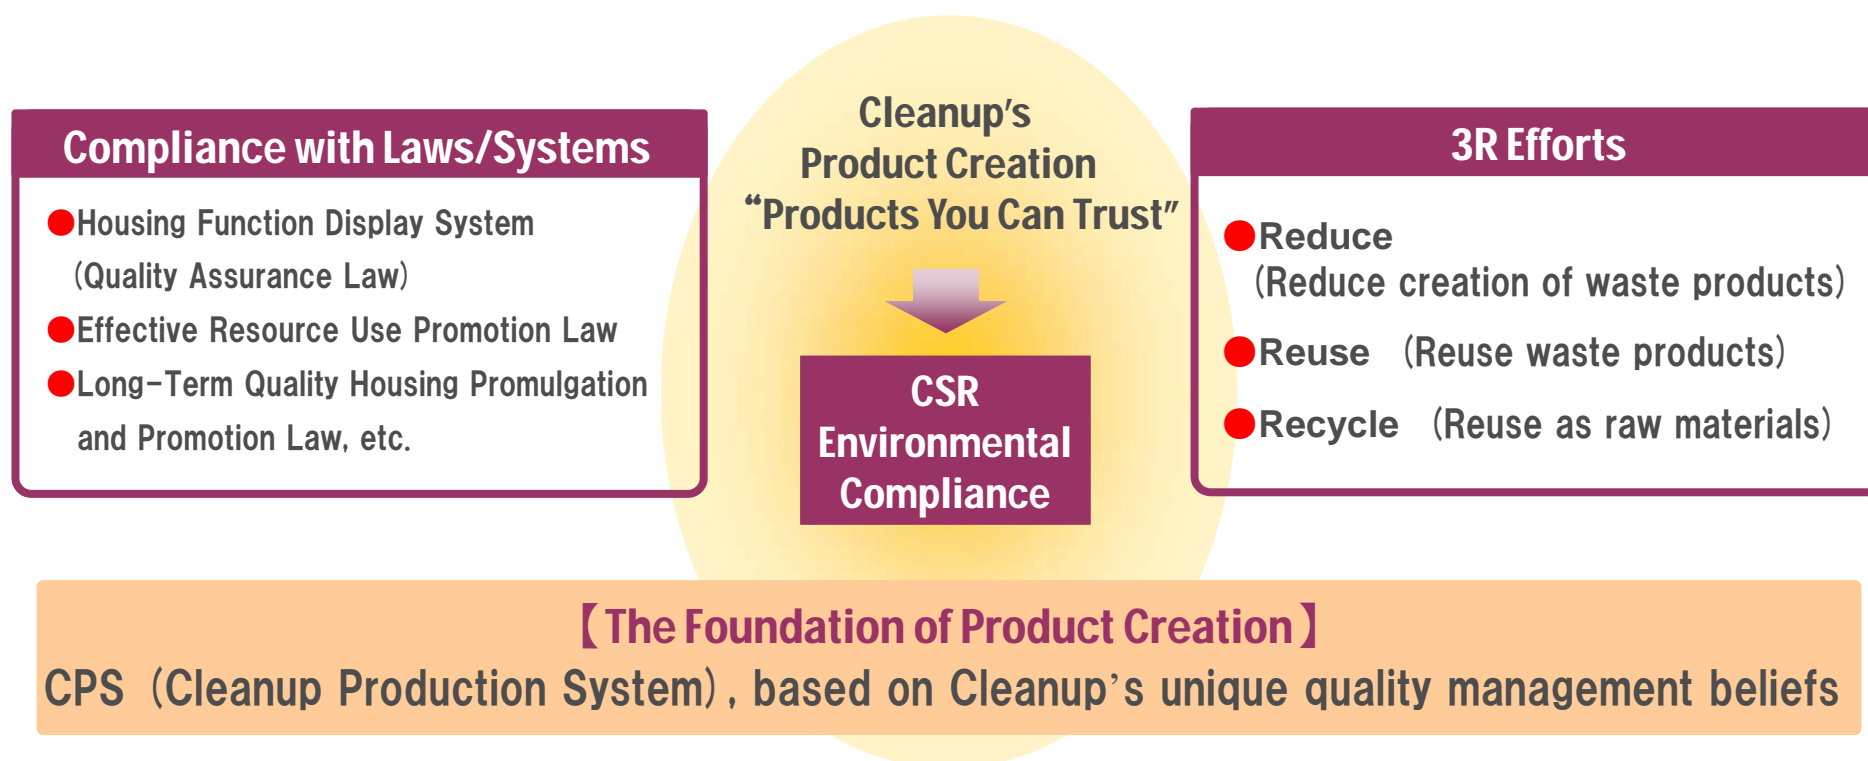 Compliance with Laws/Systems
●Housing Function Display System
(Quality Assurance Law)
●Effective Resource Use Promotion Law
●Long-Term Quality Housing Promulgation
and Promotion Law, etc.
Cleanup's
Product Creation
“Products You Can Trust”
CSR
Environmental
Compliance
3R Efforts
●Reduce
(Reduce creation of waste products)
●Reuse (Reuse waste products)
●Recycle (Reuse as raw materials)
【The Foundation of Product Creation】
CPS (Cleanup Production System), based on Cleanup’s unique quality management beliefs